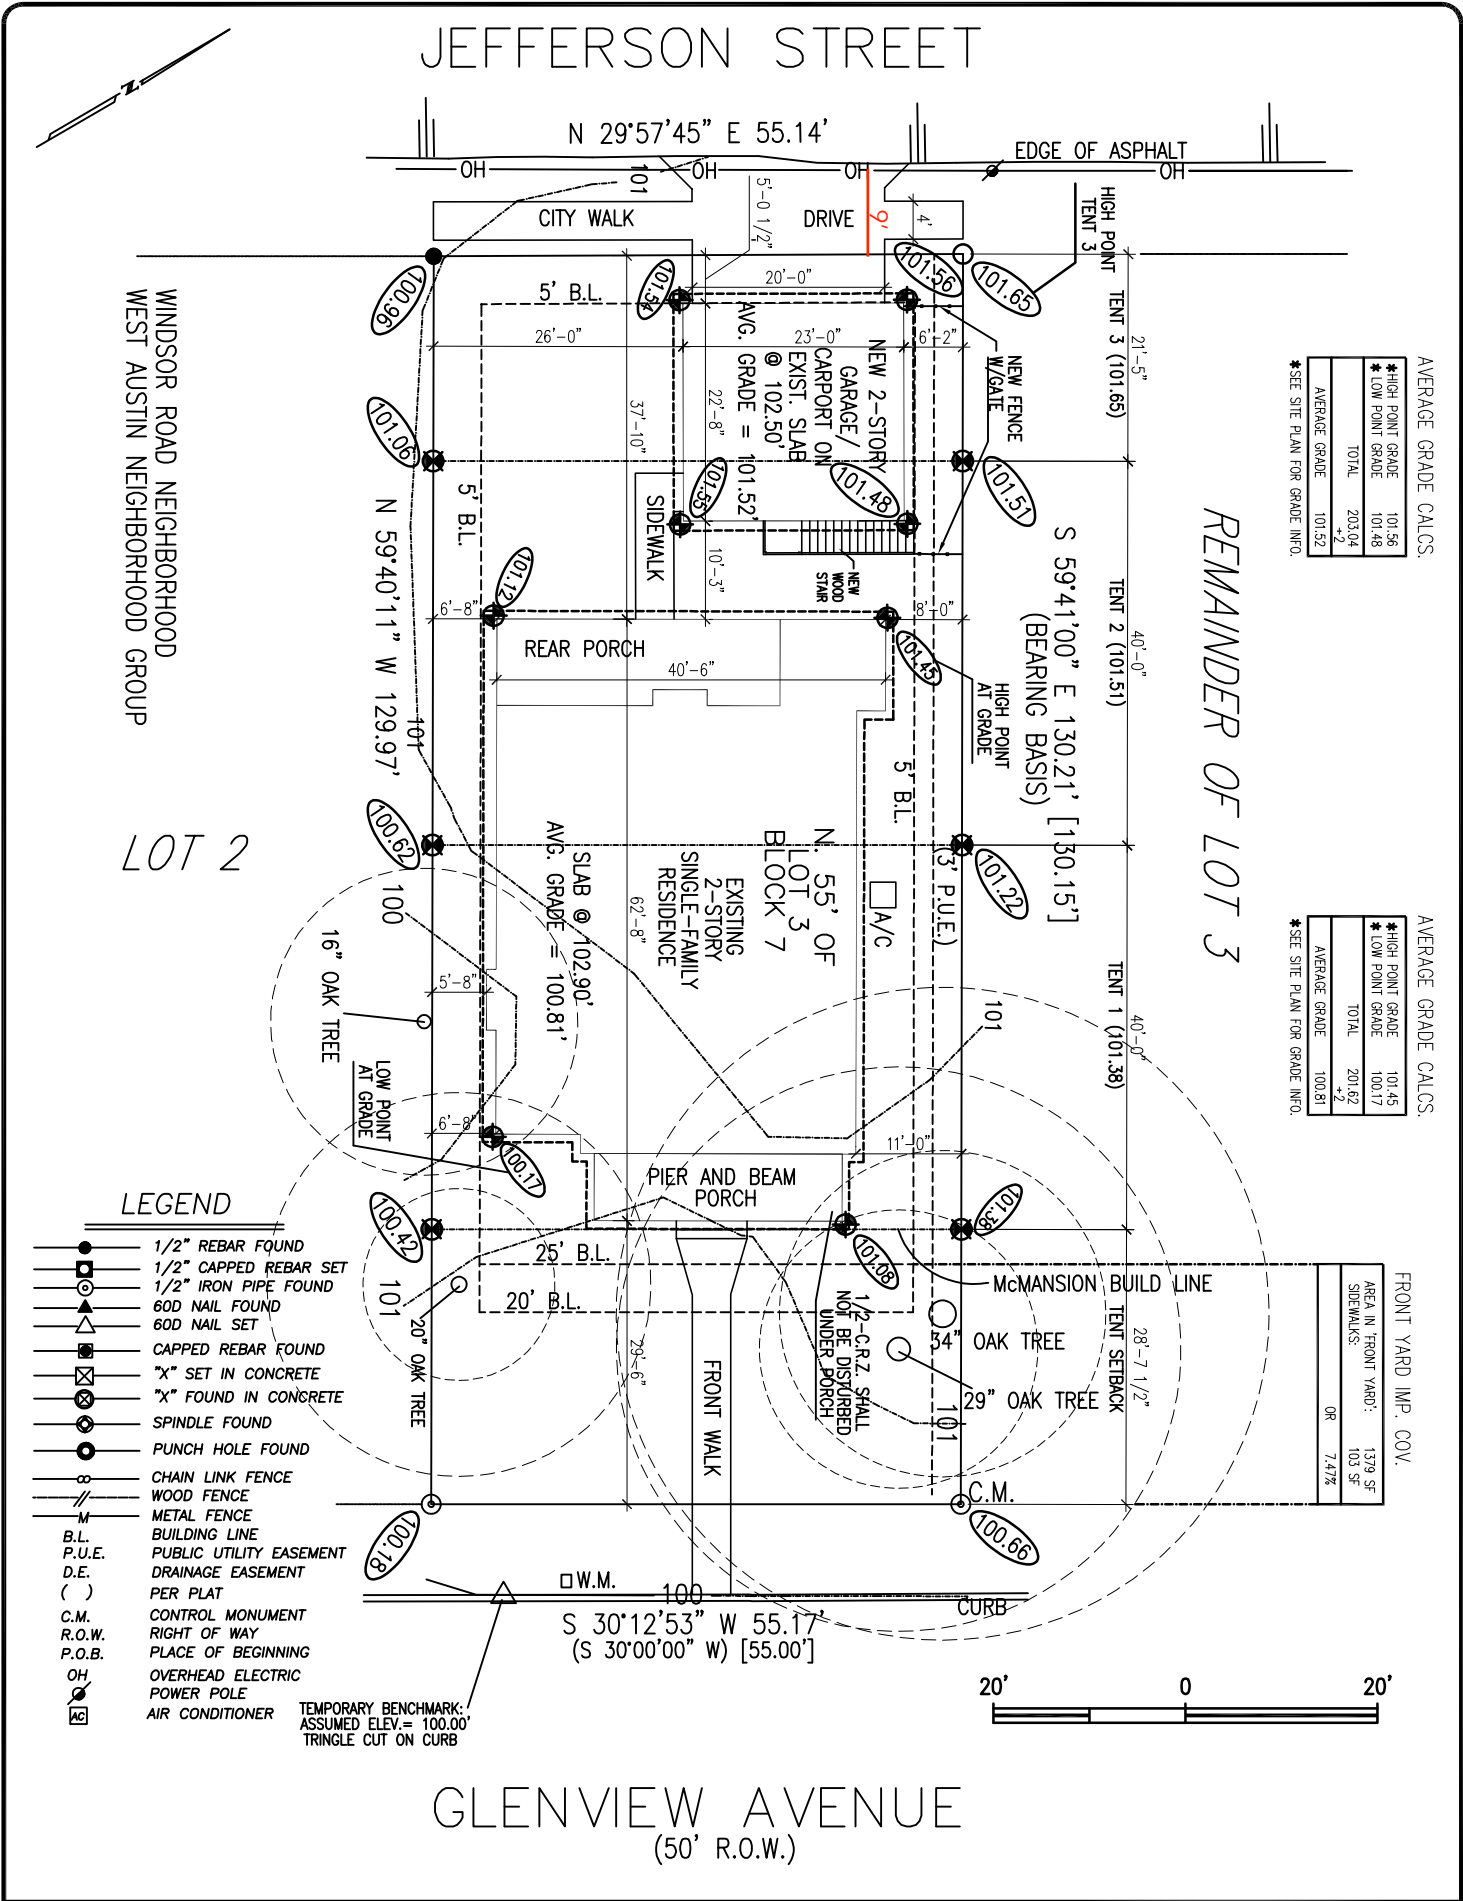 JEFFERSON STREET
Z
N 29°57'45" E 55.14'
EDGE OF ASPHALT
OH
OH
OH
OH
101
CITY WALK
5'-0 1/2"
DRIVE
9'
4'
HIGH POINT
TENT 3
100.96
101.54
101.56
101.65
20'-0"
5' B.L.
26'-0"
23'-0"
6'-2"
21'-5"
TENT 3 (101.65)
NEW FENCE
W/GATE
NEW 2-STORY
GARAGE/
CARPORT ON
EXIST. SLAB
@ 102.50'
AVG. GRADE = 101.52'
22'-8"
37'-10"
AVERAGE GRADE CALCS.
*HIGH POINT GRADE 101.56
*LOW POINT GRADE 101.48
TOTAL 203.04
÷2
AVERAGE GRADE 101.52
*SEE SITE PLAN FOR GRADE INFO.
WINDSOR ROAD NEIGHBORHOOD
WEST AUSTIN NEIGHBORHOOD GROUP
101.06
101.55
101.48
101.51
5' B.L.
SIDEWALK
10'-3"
NEW
WOOD
STAIR
N 59°40'11" W 129.97'
S 59°41'00" E 130.21' [130.15']
(BEARING BASIS)
REMAINDER OF LOT 3
40'-0"
TENT 2 (101.51)
101.12
6'-8"
8'-0"
101.45
REAR PORCH
40'-6"
HIGH POINT
AT GRADE
101
5' B.L.
LOT 2
100.62
101.22
(3' P.U.E.)
N. 55' OF
LOT 3
BLOCK 7
A/C
EXISTING
2-STORY
SINGLE-FAMILY
RESIDENCE
62'-8"
SLAB @ 102.90'
AVG. GRADE = 100.81'
100
16" OAK TREE
5'-8"
101
40'-0"
TENT 1 (101.38)
AVERAGE GRADE CALCS.
*HIGH POINT GRADE 101.45
*LOW POINT GRADE 100.17
TOTAL 201.62
÷2
AVERAGE GRADE 100.81
*SEE SITE PLAN FOR GRADE INFO.
LOW POINT
AT GRADE
6'-8"
11'-0"
100.17
PIER AND BEAM
PORCH
100.42
101.38
101.08
25' B.L.
20' B.L.
McMANSION BUILD LINE
101
20" OAK TREE
29'-6"
FRONT WALK
1/2-C.R.Z. SHALL
NOT BE DISTURBED
UNDER PORCH
34" OAK TREE
29" OAK TREE
101
28'-7 1/2"
TENT SETBACK
FRONT YARD IMP. COV.
AREA IN 'FRONT YARD': 1379 SF
SIDEWALKS: 103 SF
OR 7.47%
C.M.
100.18
100.66
W.M.
100
CURB
S 30°12'53" W 55.17'
(S 30°00'00" W) [55.00']
LEGEND
1/2" REBAR FOUND
1/2" CAPPED REBAR SET
1/2" IRON PIPE FOUND
60D NAIL FOUND
60D NAIL SET
CAPPED REBAR FOUND
"X" SET IN CONCRETE
"X" FOUND IN CONCRETE
SPINDLE FOUND
PUNCH HOLE FOUND
CHAIN LINK FENCE
WOOD FENCE
M METAL FENCE
B.L. BUILDING LINE
P.U.E. PUBLIC UTILITY EASEMENT
D.E. DRAINAGE EASEMENT
( ) PER PLAT
C.M. CONTROL MONUMENT
R.O.W. RIGHT OF WAY
P.O.B. PLACE OF BEGINNING
OH OVERHEAD ELECTRIC
POWER POLE
AC AIR CONDITIONER
TEMPORARY BENCHMARK:
ASSUMED ELEV.= 100.00'
TRINGLE CUT ON CURB
20' 0 20'
GLENVIEW AVENUE
(50' R.O.W.)